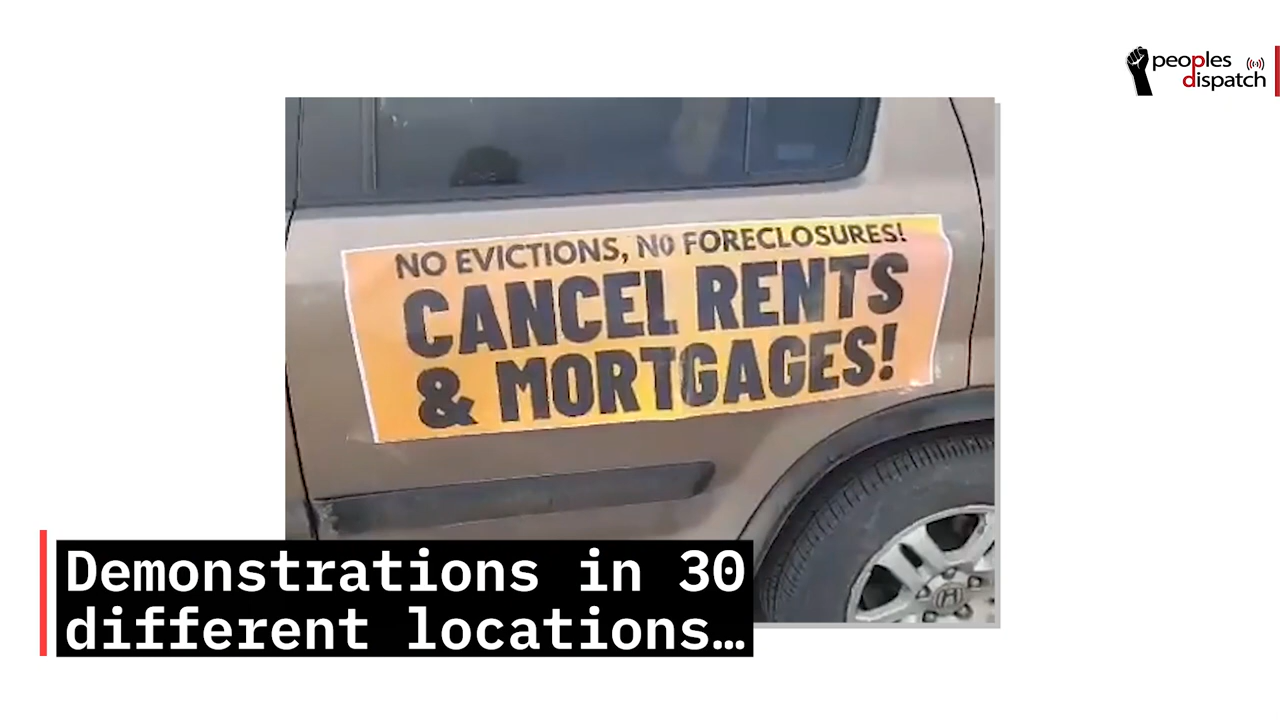 peoples
dispatch
NO EVICTIONS, NO FORECLOSURES!
CANCEL RENTS
& MORTGAGES!
Demonstrations in 30
different locations…